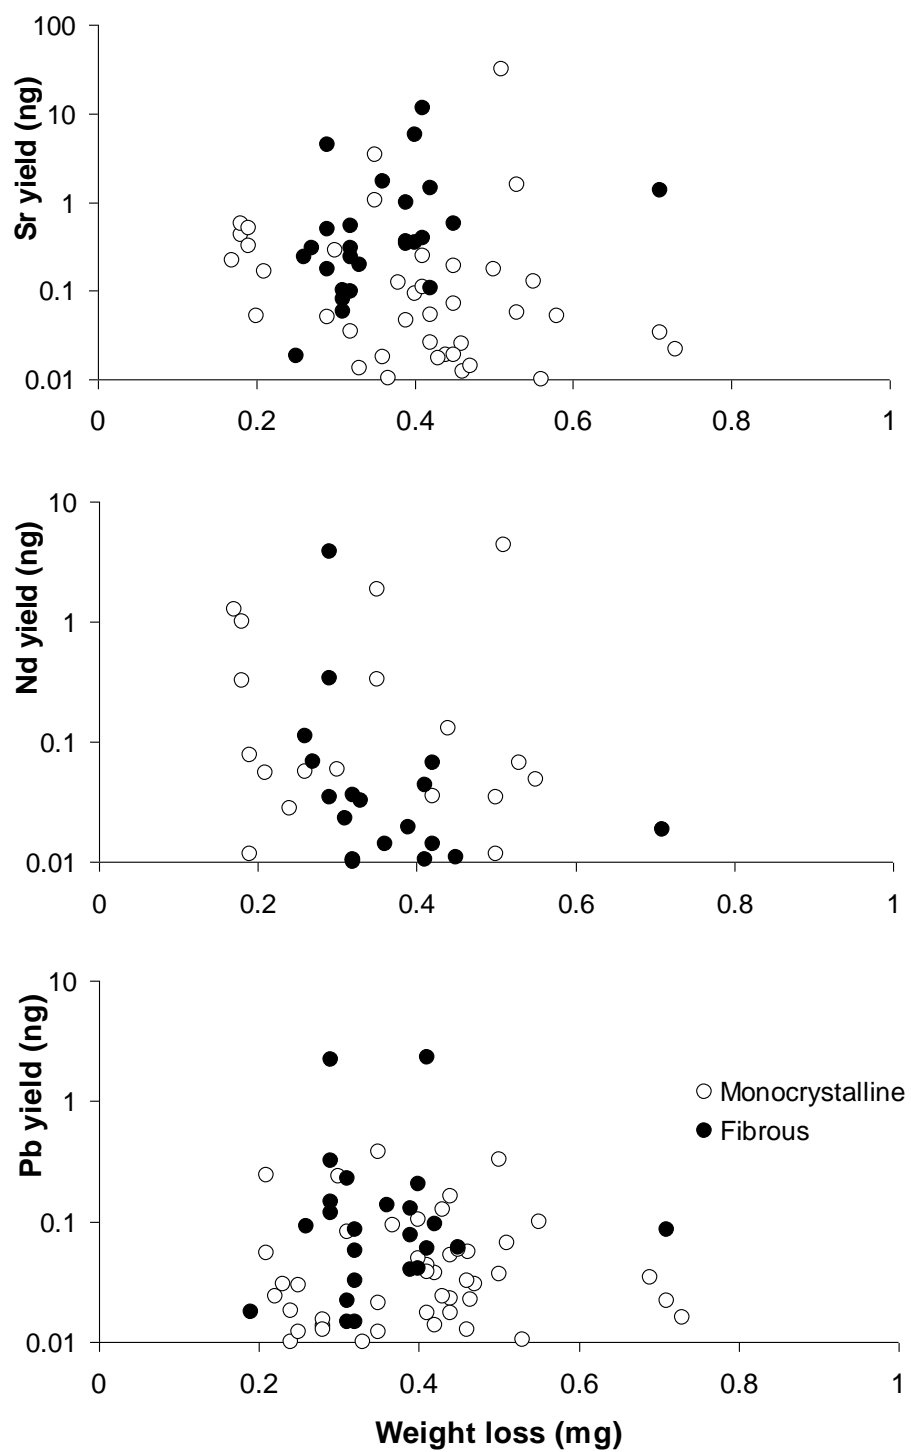 100
10
1
0.1
0.01
Sr yield (ng)
0 0.2 0.4 0.6 0.8 1
10
1
0.1
0.01
Nd yield (ng)
0 0.2 0.4 0.6 0.8 1
10
1
0.1
0.01
Pb yield (ng)
Monocrystalline
Fibrous
0 0.2 0.4 0.6 0.8 1
Weight loss (mg)